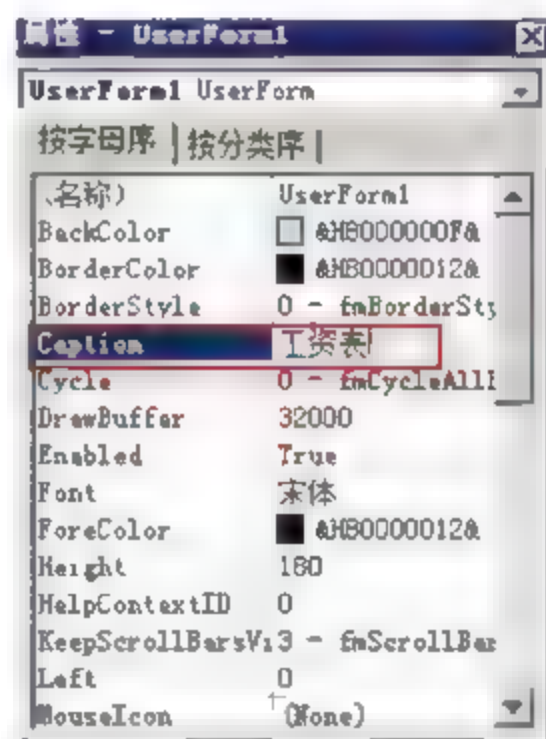 属性 - UserForm1
UserForm1 UserForm
按字母序 按分类序
(名称) UserForm1
BackColor &H8000000F&
BorderColor &H80000012&
BorderStyle 0 - fmBorderSty
Caption 工资表
Cycle 0 - fmCycleAll
DrawBuffer 32000
Enabled True
Font 宋体
ForeColor &H80000012&
Height 180
HelpContextID 0
KeepScrollBarsVi 3 - fmScrollBar
Left 0
MouseIcon (None)